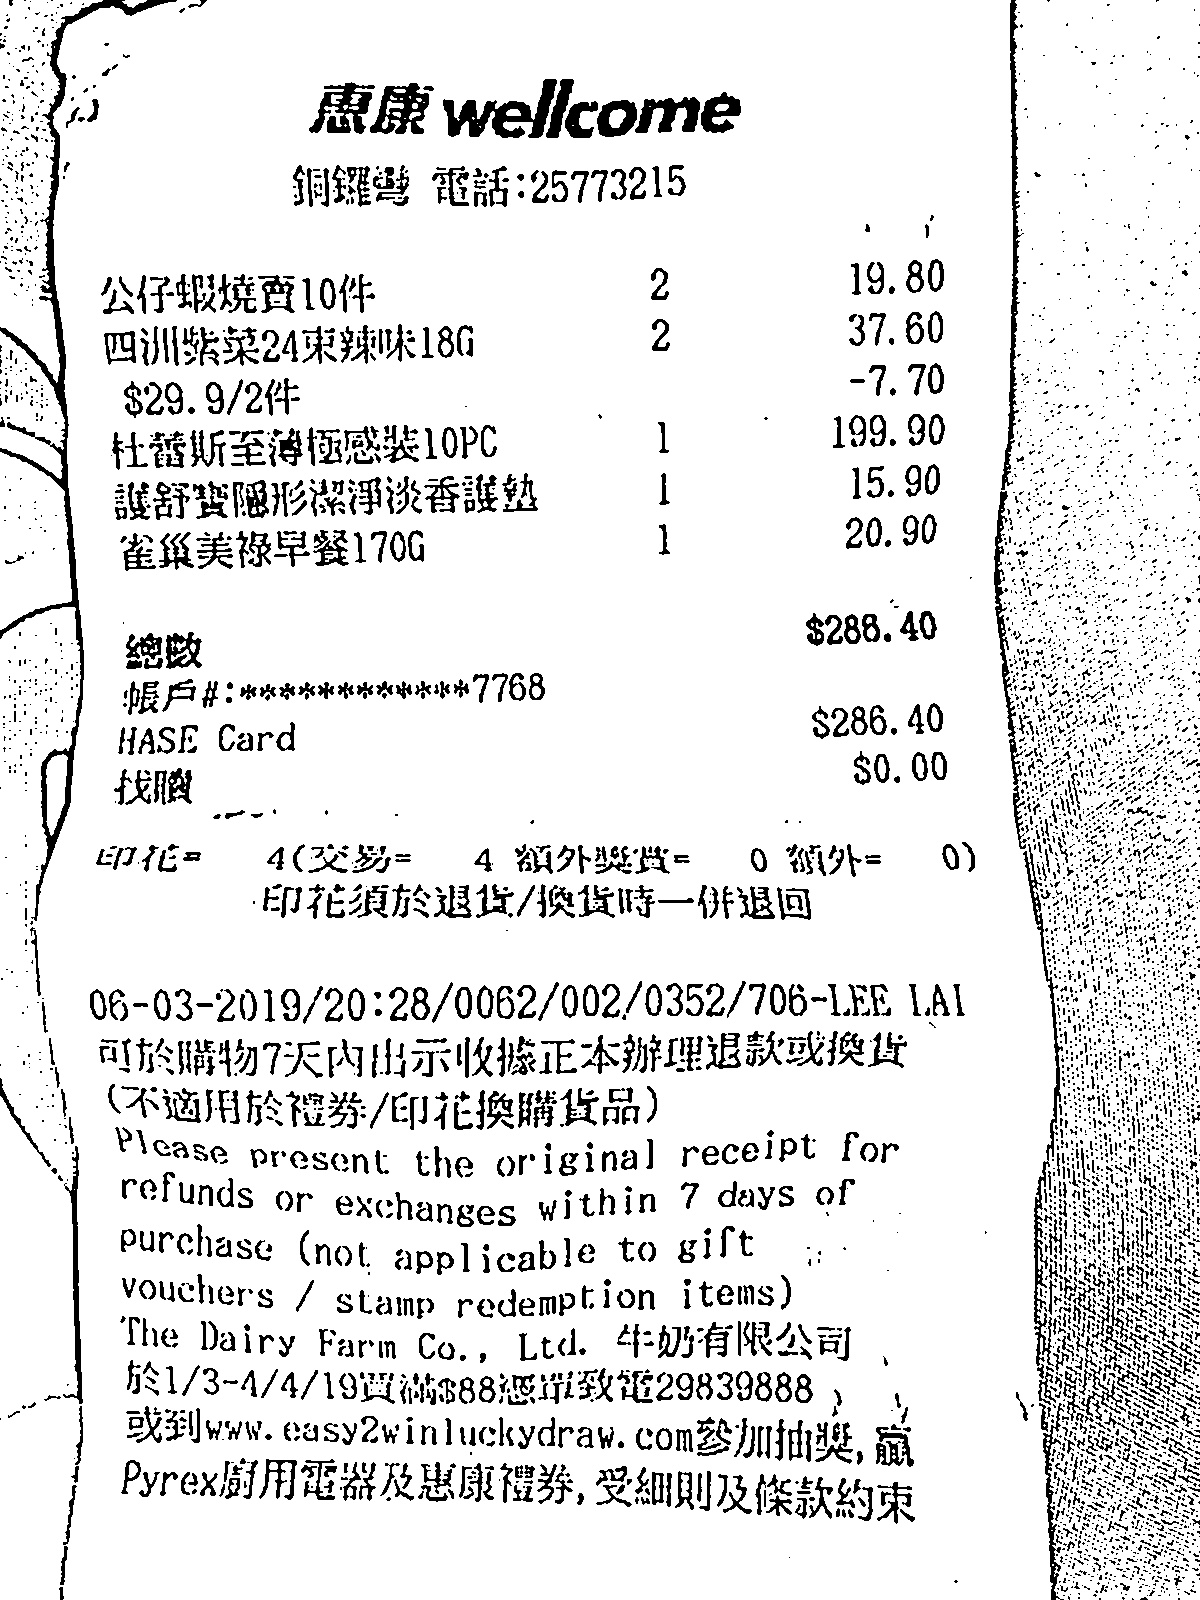 惠康 wellcome
銅鑼灣 電話:25773215
公仔蝦燒賣10件 2 19.80
四洲紫菜24束辣味18G 2 37.60
$29.9/2件 -7.70
杜蕾斯至薄極感裝10PC 1 199.90
護舒寶隱形潔淨淡香護墊 1 15.90
雀巢美祿早餐170G 1 20.90
總數 $286.40
帳戶#:************7768
HASE Card $286.40
找贖 $0.00
印花= 4(交易= 4 額外獎賞= 0 額外= 0)
印花須於退貨/換貨時一併退回
06-03-2019/20:28/0062/002/0352/706-LEE LAI
可於購物7天內出示收據正本辦理退款或換貨
(不適用於禮券/印花換購貨品)
Please present the original receipt for
refunds or exchanges within 7 days of
purchase (not applicable to gift
vouchers / stamp redemption items)
The Dairy Farm Co., Ltd. 牛奶有限公司
於1/3-4/4/19買滿$88憑單致電29839888
或到www.easy2winluckydraw.com參加抽獎,贏
Pyrex廚用電器及惠康禮券,受細則及條款約束